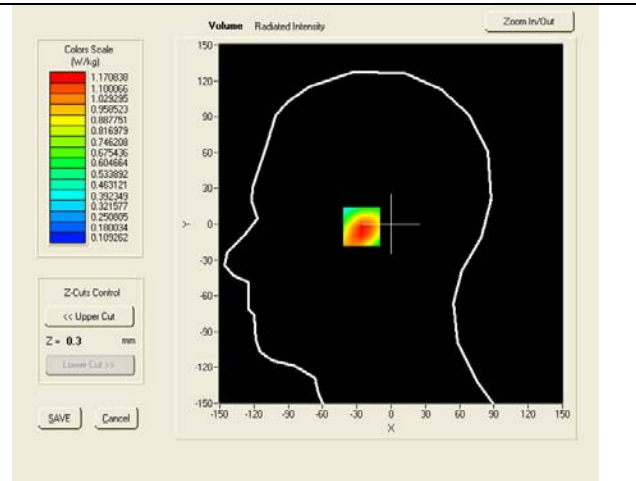 Volume Radiated Intensity
Zoom In/Out
Colors Scale
(W/kg)
1.170838
1.100066
1.029295
0.958523
0.887751
0.816979
0.746208
0.675436
0.604664
0.533892
0.463121
0.392349
0.321577
0.250805
0.180034
0.109262
Z-Cuts Control
<< Upper Cut
Z = 0.3 mm
Lower Cut >>
SAVE Cancel
150
120
90
60
30
0
-30
-60
-90
-120
-150
Y
-150 -120 -90 -60 -30 0 30 60 90 120 150
X